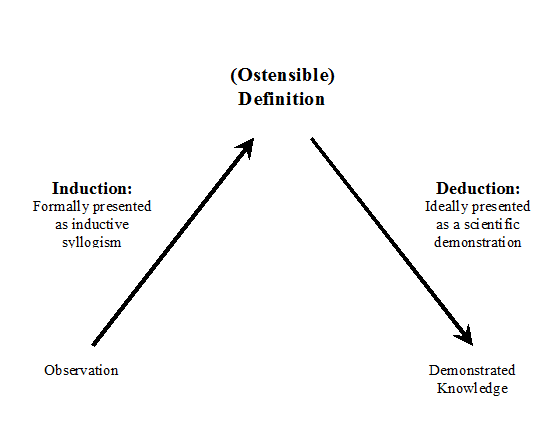 (Ostensible)
Definition
Induction:
Formally presented
as inductive
syllogism
Deduction:
Ideally presented
as a scientific
demonstration
Observation
Demonstrated
Knowledge